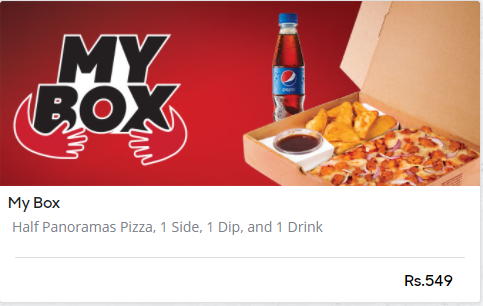 MY
BOX
pepsi
My Box
Half Panoramas Pizza, 1 Side, 1 Dip, and 1 Drink
Rs.549